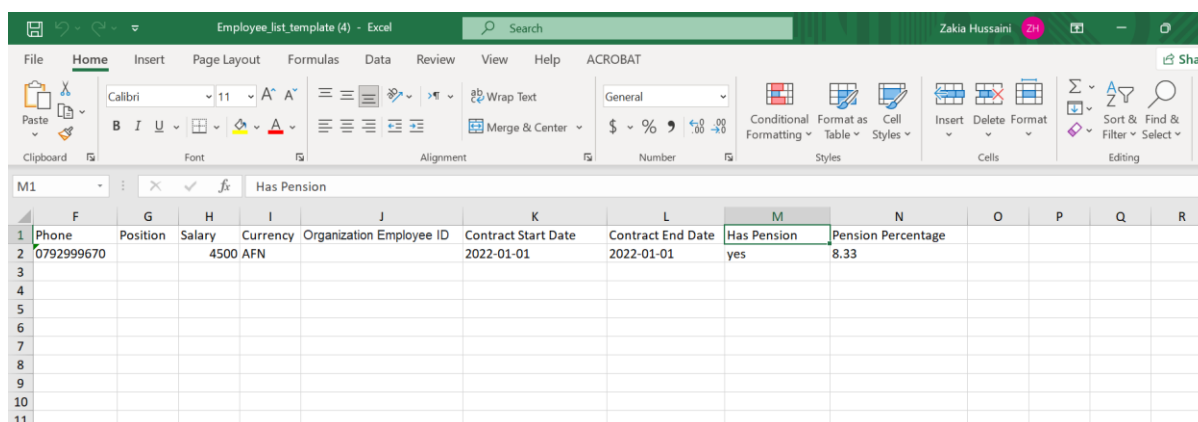 Employee_list_template (4) - Excel
Search
Zakia Hussaini ZH
File Home Insert Page Layout Formulas Data Review View Help ACROBAT
Sha
Paste
Calibri 11 A^ A˅
Wrap Text
General
B I U A
Merge & Center
$ % 9 .00
Conditional Formatting
Format as Table
Cell Styles
Insert Delete Format
Sort & Filter
Find & Select
Clipboard Font Alignment Number Styles Cells Editing
M1 fx Has Pension
F G H I J K L M N O P Q R
1 Phone Position Salary Currency Organization Employee ID Contract Start Date Contract End Date Has Pension Pension Percentage
2 0792999670 4500 AFN 2022-01-01 2022-01-01 yes 8.33
3
4
5
6
7
8
9
10
11